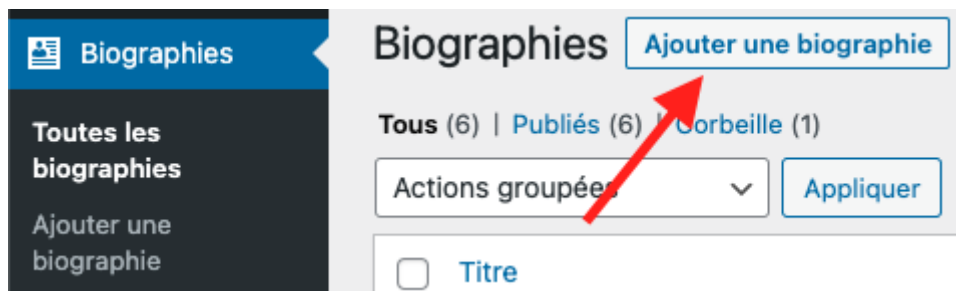 Biographies
Toutes les
biographies
Ajouter une
biographie
Biographies Ajouter une biographie
Tous (6) | Publiés (6) | Corbeille (1)
Actions groupées Appliquer
Titre